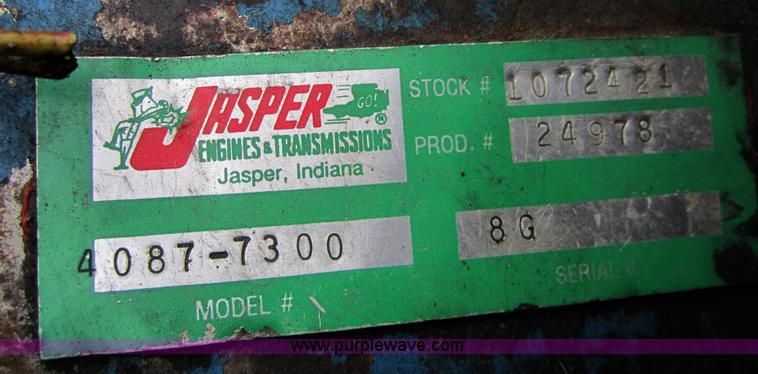 JASPER
GO!
®
ENGINES & TRANSMISSIONS
Jasper, Indiana
STOCK # 1072421
PROD. # 24978
4087-7300
MODEL #
8G
SERIAL #
www.purplewave.com